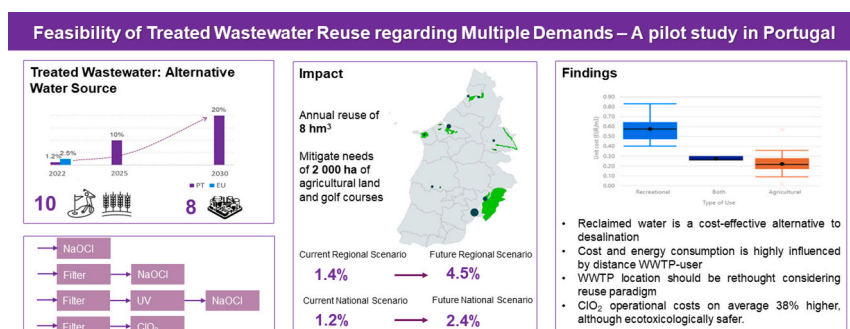 Feasibility of Treated Wastewater Reuse regarding Multiple Demands – A pilot study in Portugal
Treated Wastewater: Alternative
Water Source
20%
10%
1.2%
2.5%
2022
2025
2030
PT
EU
10
8
NaOCl
Filter
NaOCl
Filter
UV
NaOCl
Filter
ClO₂
Impact
Annual reuse of
8 hm³
Mitigate needs
of 2 000 ha of
agricultural land
and golf courses
Current Regional Scenario
Future Regional Scenario
1.4%
4.5%
Current National Scenario
Future National Scenario
1.2%
2.4%
Findings
0.90
0.80
0.70
0.60
0.50
0.40
0.30
0.20
0.10
0.00
Unit cost (EUR/m3)
Recreational
Both
Agricultural
Type of Use
• Reclaimed water is a cost-effective alternative to
desalination
• Cost and energy consumption is highly influenced
by distance WWTP-user
• WWTP location should be rethought considering
reuse paradigm
• ClO₂ operational costs on average 38% higher,
although ecotoxicologically safer.